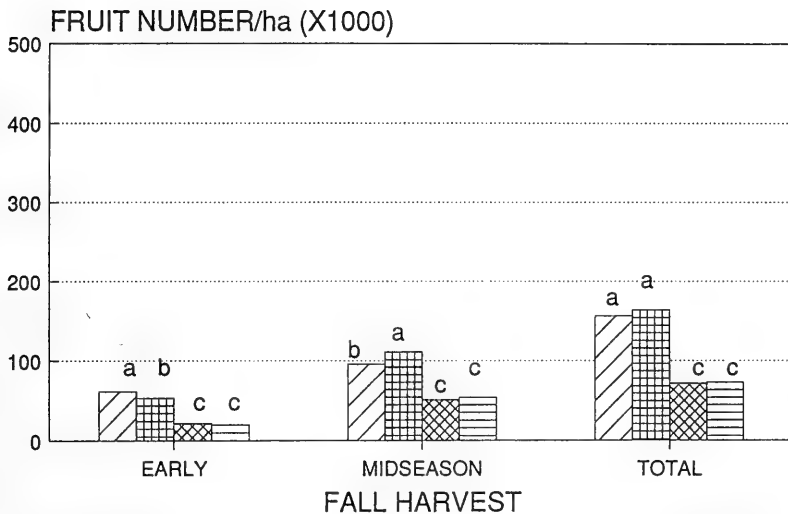 FRUIT NUMBER/ha (X1000)
500
400
300
200
100
0
a b c c
b a c c
a a c c
EARLY MIDSEASON TOTAL
FALL HARVEST